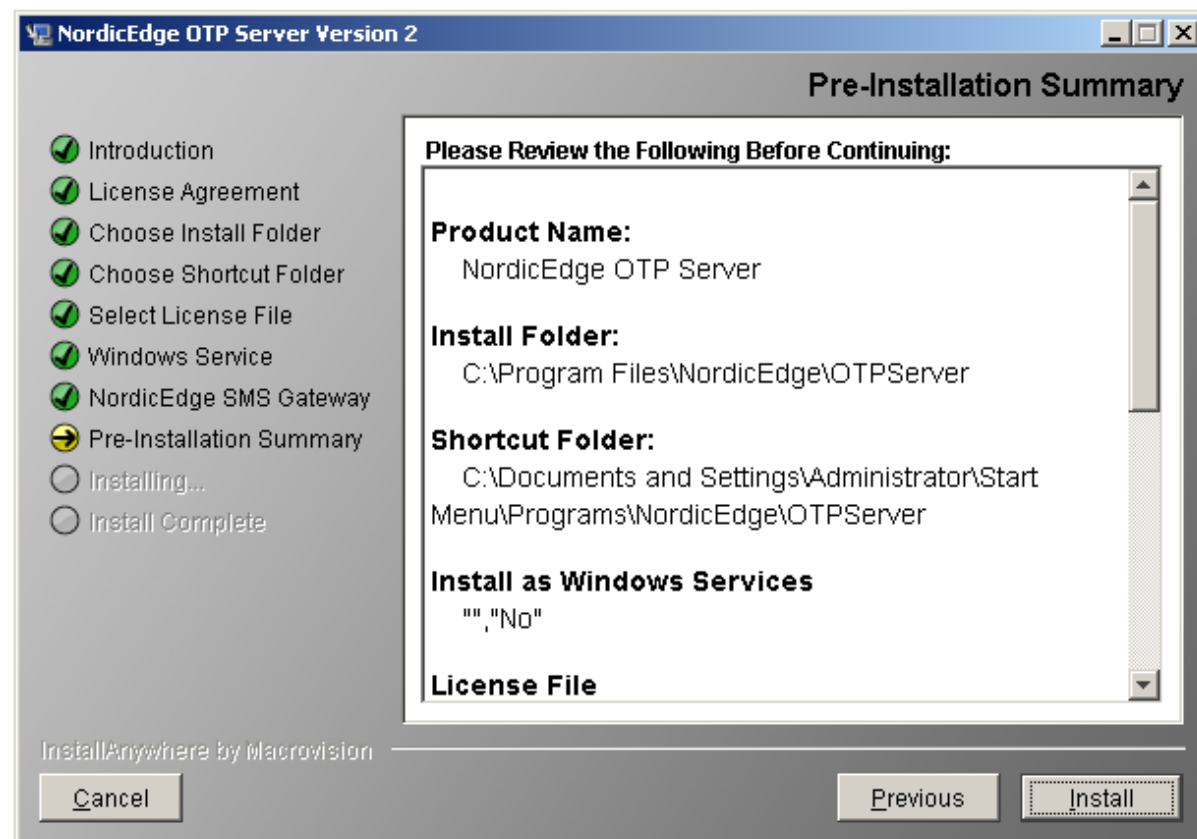 NordicEdge OTP Server Version 2
Pre-Installation Summary
Introduction
License Agreement
Choose Install Folder
Choose Shortcut Folder
Select License File
Windows Service
NordicEdge SMS Gateway
Pre-Installation Summary
Installing...
Install Complete
Please Review the Following Before Continuing:
Product Name:
NordicEdge OTP Server
Install Folder:
C:\Program Files\NordicEdge\OTPServer
Shortcut Folder:
C:\Documents and Settings\Administrator\Start
Menu\Programs\NordicEdge\OTPServer
Install as Windows Services
"","No"
License File
InstallAnywhere by Macrovision
Cancel
Previous
Install